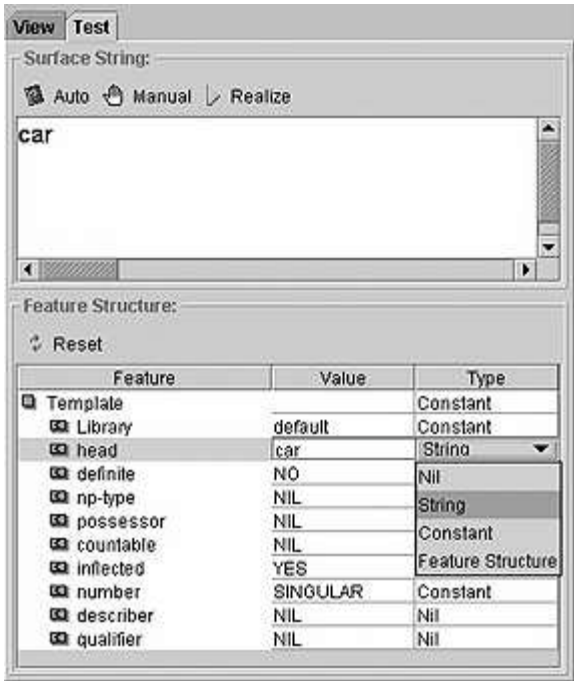 View Test
Surface String:
Auto Manual Realize
car
Feature Structure:
Reset
Feature Value Type
Template Constant
Library default Constant
head car String
definite NO Nil
np-type NIL String
possessor NIL Constant
countable NIL Feature Structure
inflected YES
number SINGULAR Constant
describer NIL Nil
qualifier NIL Nil